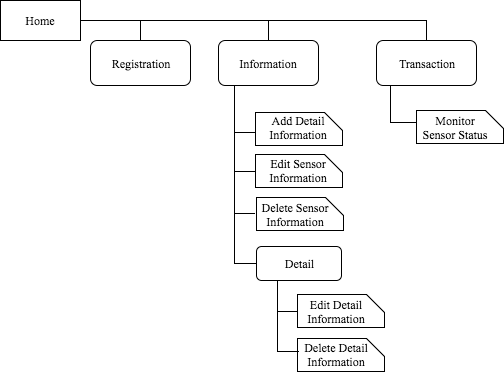 Home
Registration
Information
Transaction
Add Detail
Information
Monitor
Sensor Status
Edit Sensor
Information
Delete Sensor
Information
Detail
Edit Detail
Information
Delete Detail
Information